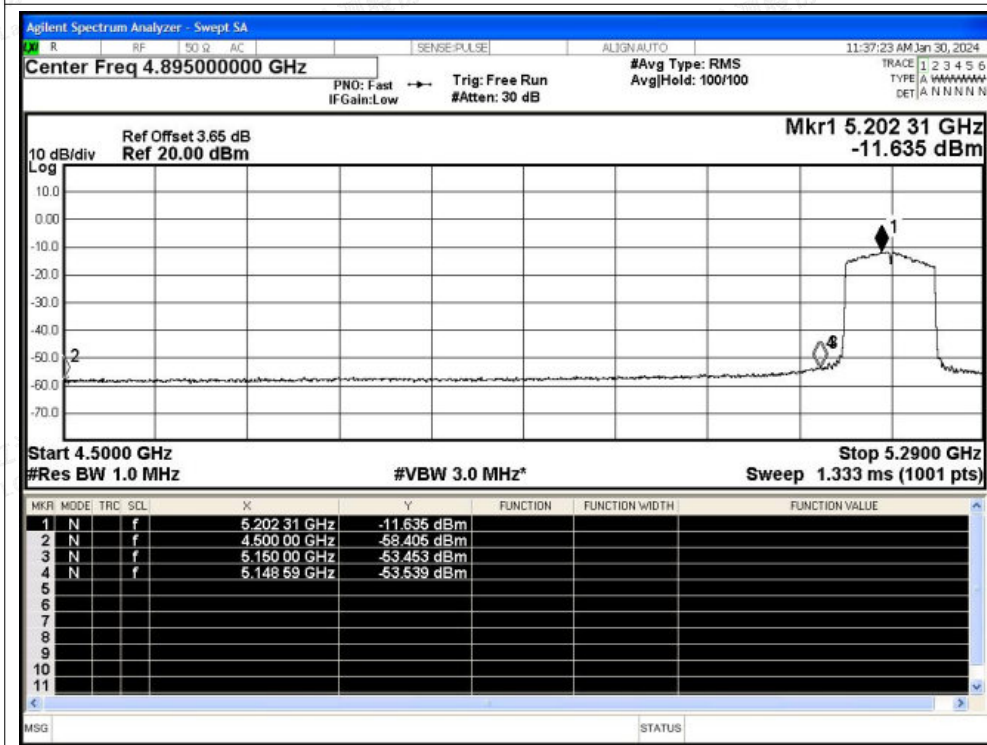 Agilent Spectrum Analyzer - Swept SA
LXI R RF 50 Ω AC SENSE:PULSE ALIGN AUTO 11:37:23 AM Jan 30, 2024
Center Freq 4.895000000 GHz
PNO: Fast
IFGain:Low
Trig: Free Run
#Atten: 30 dB
#Avg Type: RMS
Avg|Hold: 100/100
TRACE 1 2 3 4 5 6
TYPE A WWWWW
DET A N N N N N
Mkr1 5.202 31 GHz
-11.635 dBm
Ref Offset 3.65 dB
10 dB/div Ref 20.00 dBm
Log
10.0
0.00
-10.0
-20.0
-30.0
-40.0
-50.0
-60.0
-70.0
1
2
4
Start 4.5000 GHz Stop 5.2900 GHz
#Res BW 1.0 MHz #VBW 3.0 MHz* Sweep 1.333 ms (1001 pts)
MKR MODE TRC SCL X Y FUNCTION FUNCTION WIDTH FUNCTION VALUE
1 N f 5.202 31 GHz -11.635 dBm
2 N f 4.500 00 GHz -58.405 dBm
3 N f 5.150 00 GHz -53.453 dBm
4 N f 5.148 59 GHz -53.539 dBm
5
6
7
8
9
10
11
MSG STATUS